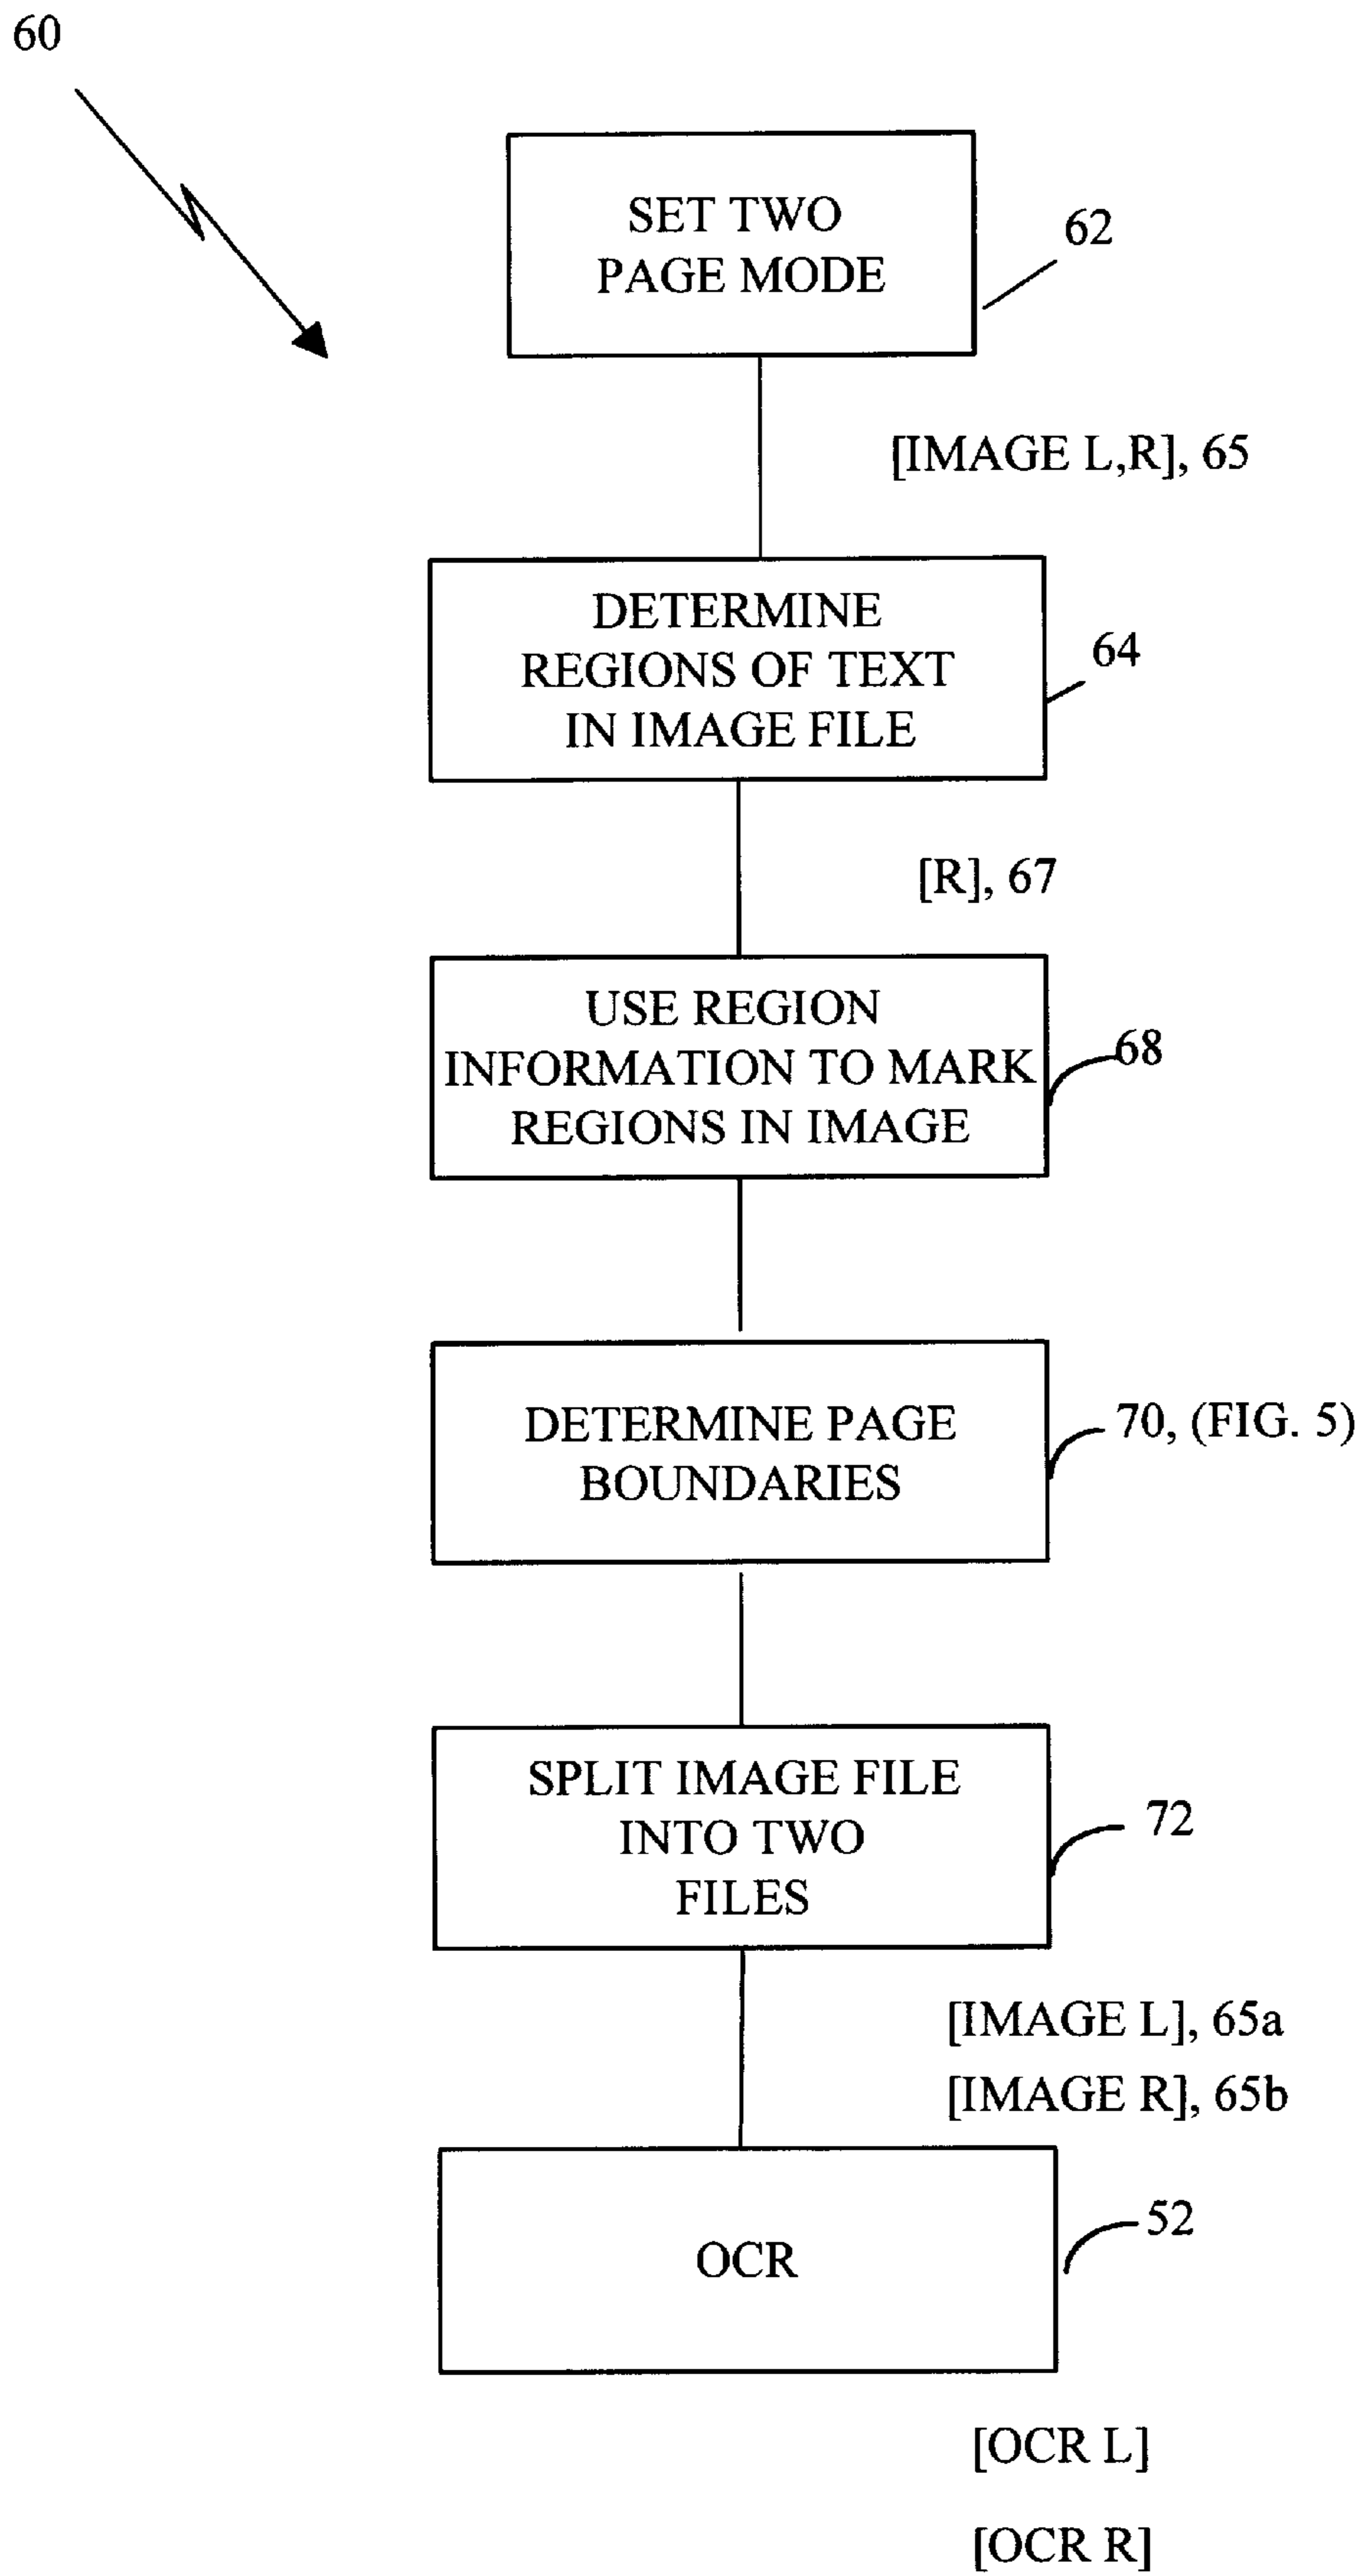 60
SET TWO
PAGE MODE
62
[IMAGE L,R], 65
DETERMINE
REGIONS OF TEXT
IN IMAGE FILE
64
[R], 67
USE REGION
INFORMATION TO MARK
REGIONS IN IMAGE
68
DETERMINE PAGE
BOUNDARIES
70, (FIG. 5)
SPLIT IMAGE FILE
INTO TWO
FILES
72
[IMAGE L], 65a
[IMAGE R], 65b
OCR
52
[OCR L]
[OCR R]